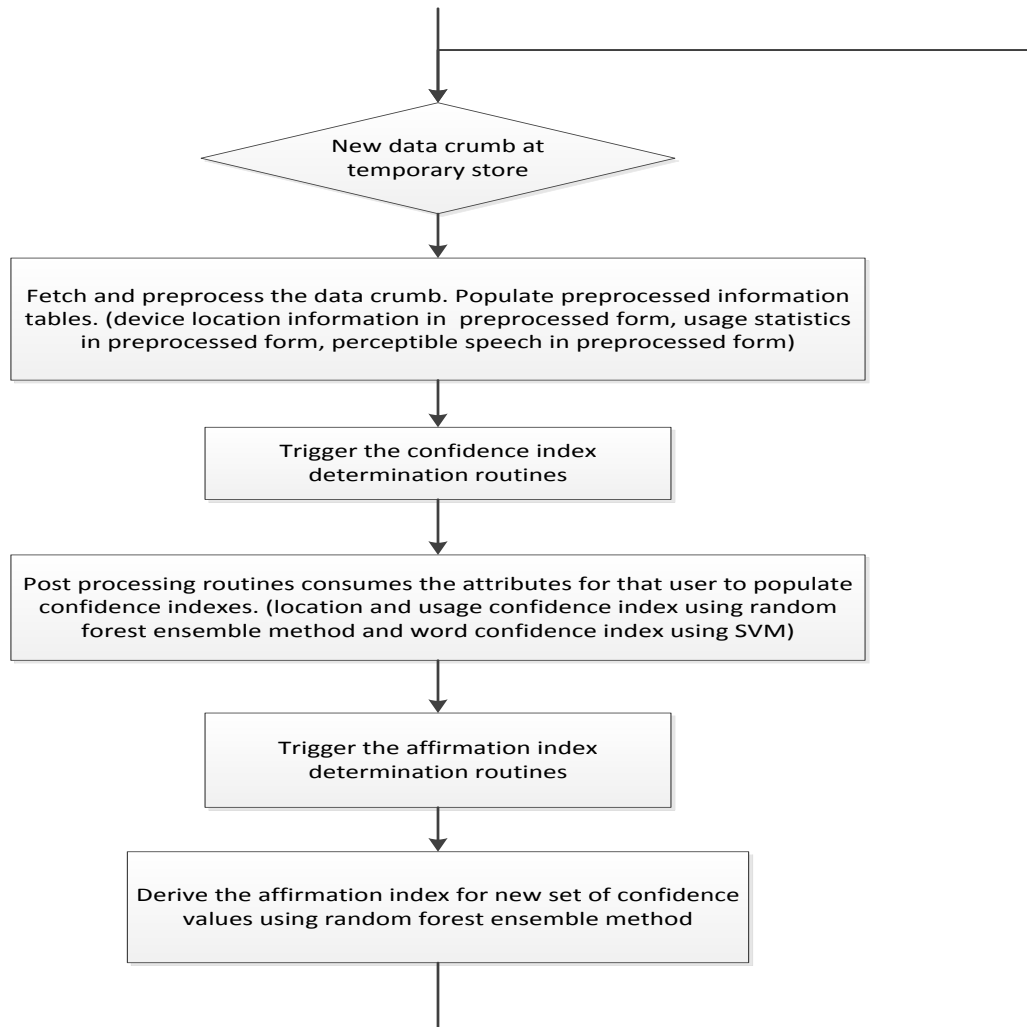 New data crumb at
temporary store
Fetch and preprocess the data crumb. Populate preprocessed information
tables. (device location information in preprocessed form, usage statistics
in preprocessed form, perceptible speech in preprocessed form)
Trigger the confidence index
determination routines
Post processing routines consumes the attributes for that user to populate
confidence indexes. (location and usage confidence index using random
forest ensemble method and word confidence index using SVM)
Trigger the affirmation index
determination routines
Derive the affirmation index for new set of confidence
values using random forest ensemble method